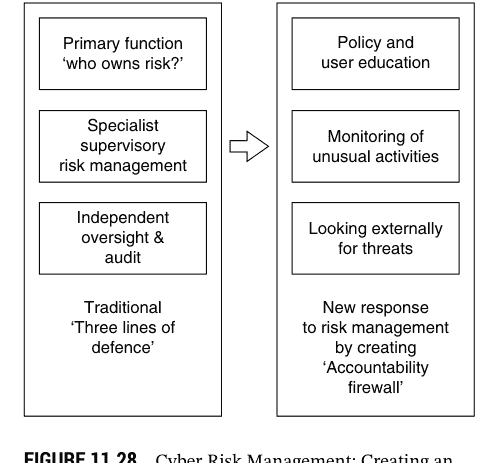 Primary function
‘who owns risk?’
Specialist
supervisory
risk management
Independent
oversight &
audit
Traditional
‘Three lines of
defence’
Policy and
user education
Monitoring of
unusual activities
Looking externally
for threats
New response
to risk management
by creating
‘Accountability
firewall’
FIGURE 11.28 Cyber Risk Management: Creating an